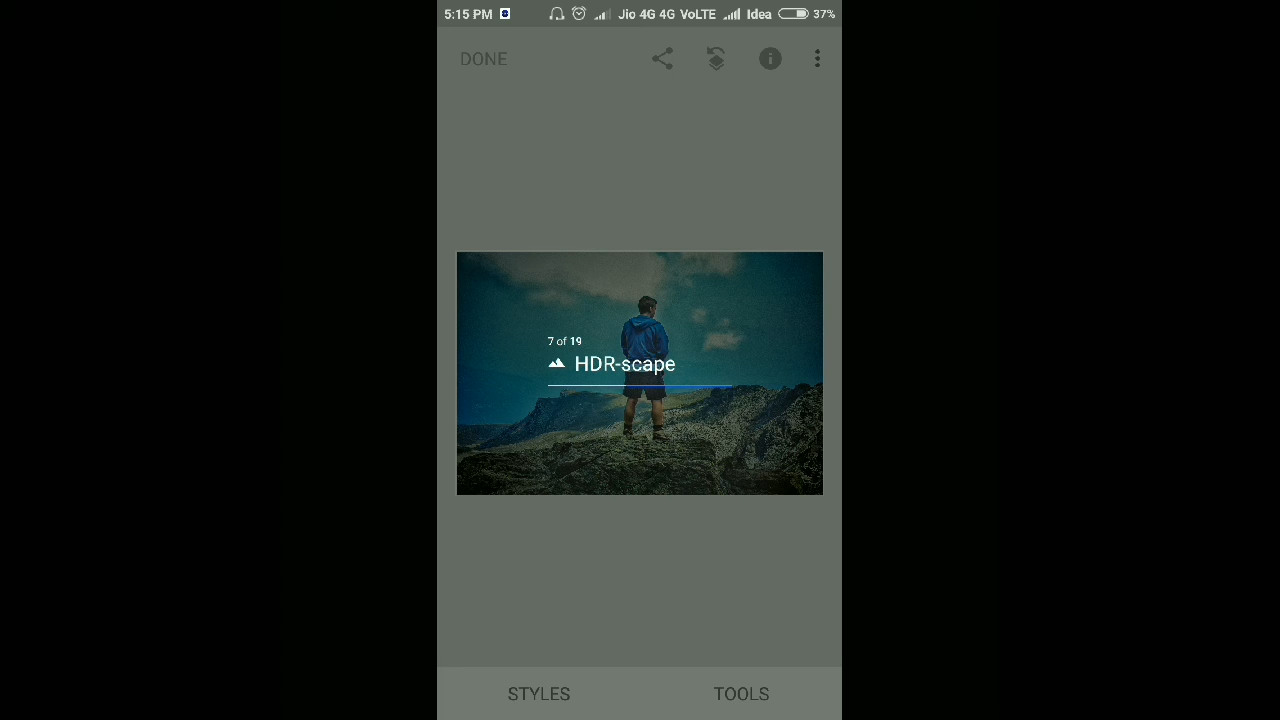 5:15 PM Jio 4G 4G VoLTE Idea 37%
DONE
7 of 19
HDR-scape
STYLES TOOLS